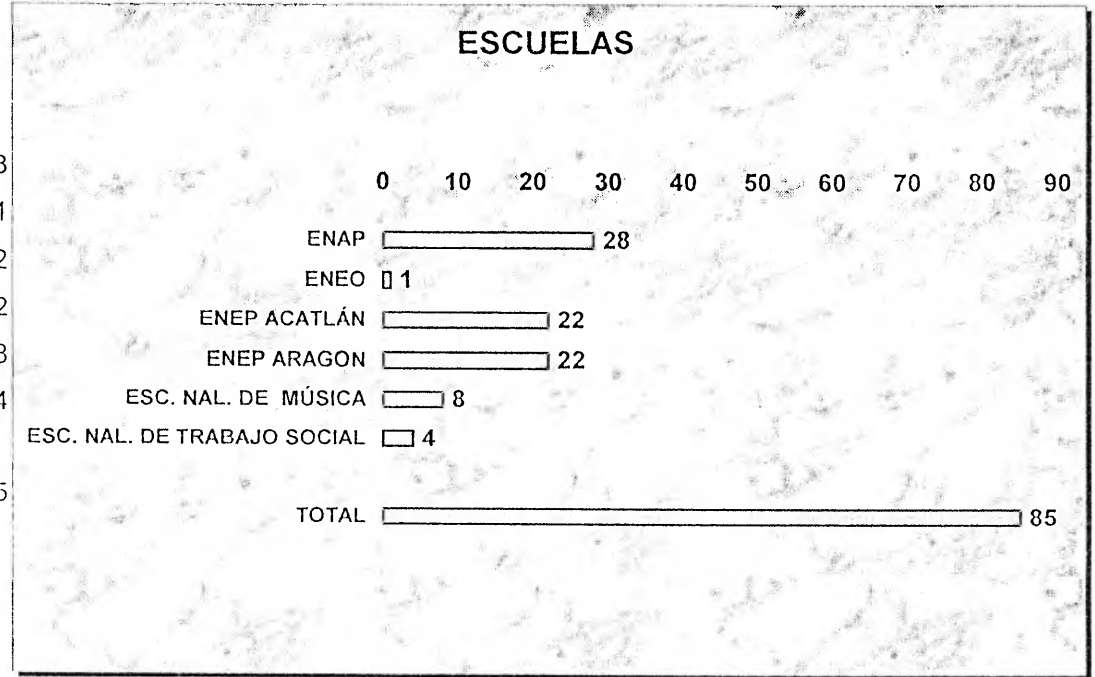 ESCUELAS
0 10 20 30 40 50 60 70 80 90
ENAP 28
ENEO 1
ENEP ACATLÁN 22
ENEP ARAGON 22
ESC. NAL. DE MÚSICA 8
ESC. NAL. DE TRABAJO SOCIAL 4
TOTAL 85